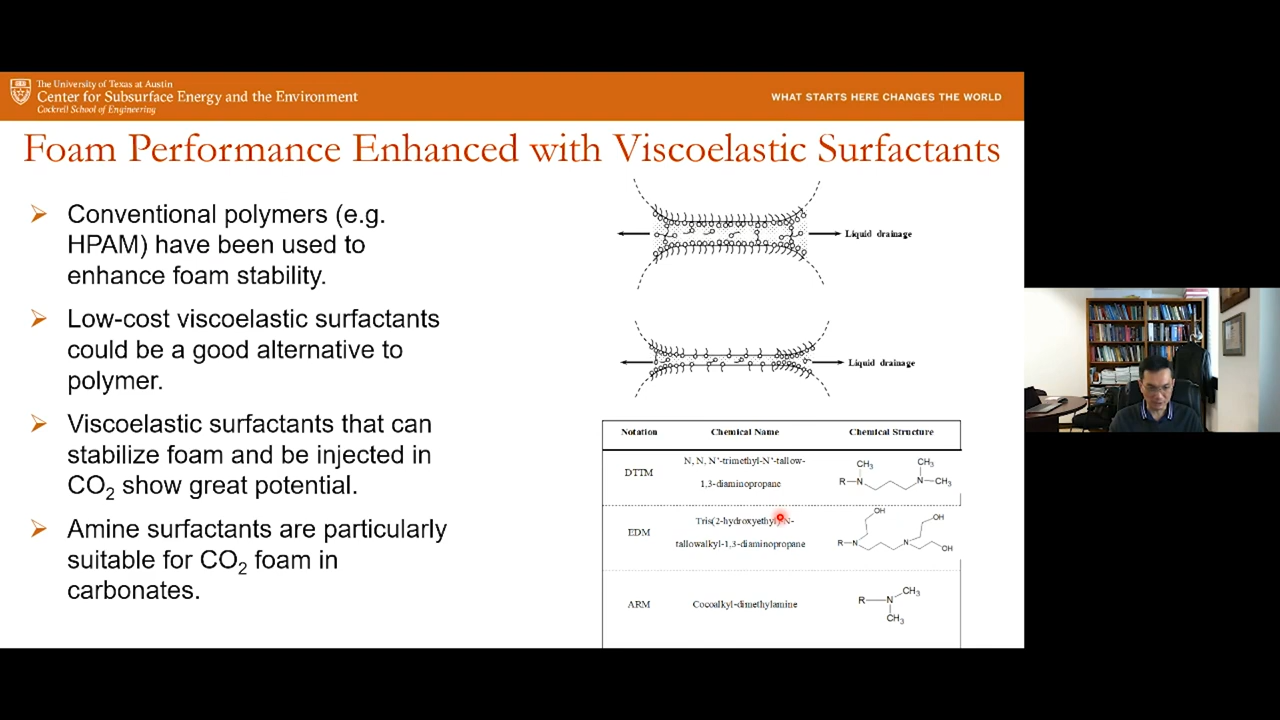 The University of Texas at Austin
Center for Subsurface Energy and the Environment
Cockrell School of Engineering
WHAT STARTS HERE CHANGES THE WORLD
Foam Performance Enhanced with Viscoelastic Surfactants
Conventional polymers (e.g.
HPAM) have been used to
enhance foam stability.
Low-cost viscoelastic surfactants
could be a good alternative to
polymer.
Viscoelastic surfactants that can
stabilize foam and be injected in
CO₂ show great potential.
Amine surfactants are particularly
suitable for CO₂ foam in
carbonates.
Liquid drainage
Liquid drainage
Notation Chemical Name Chemical Structure
DTTM
N, N, N'-trimethyl-N'-tallow-
1,3-diaminopropane
CH₃
CH₃
R—N
N—CH₃
EDM
Tris(2-hydroxyethyl)-N-
tallowalkyl-1,3-diaminopropane
OH
OH
R—N
N
OH
ARM
Cocoalkyl-dimethylamine
R—N
CH₃
CH₃